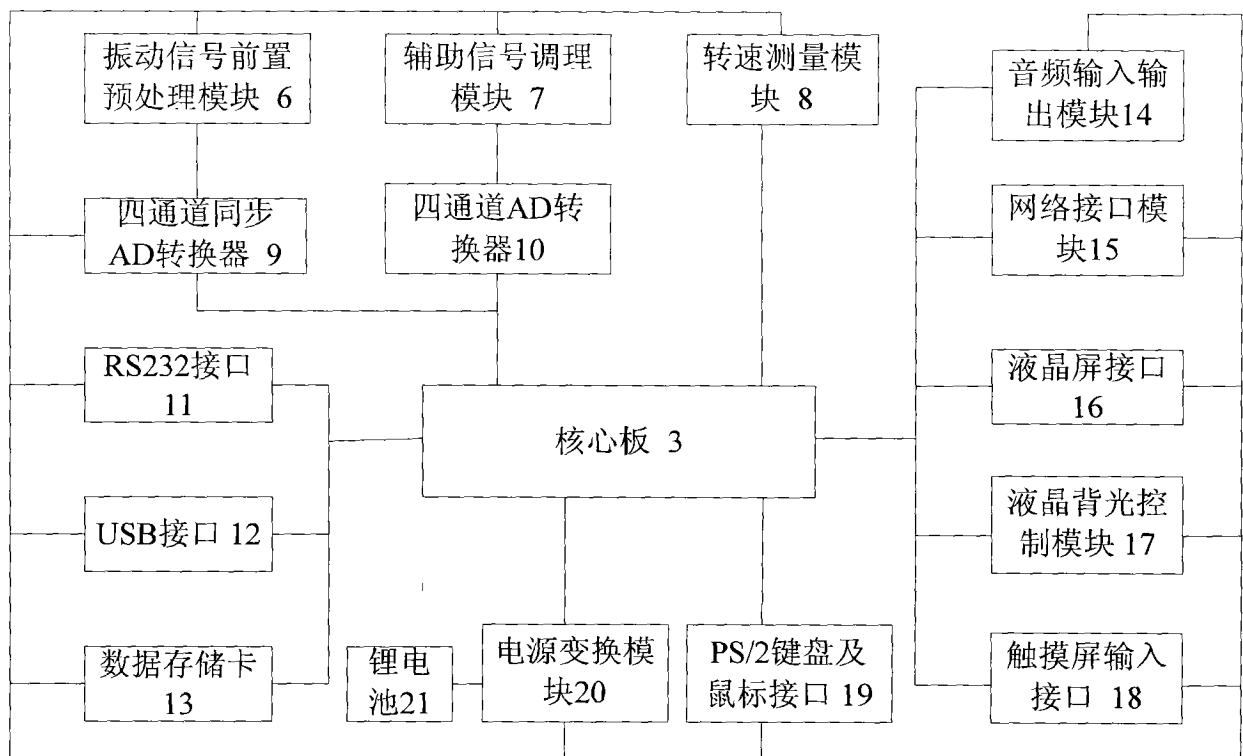 振动信号前置
预处理模块 6
辅助信号调理
模块 7
转速测量模
块 8
音频输入输
出模块14
四通道同步
AD转换器 9
四通道AD转
换器10
网络接口模
块15
RS232接口
11
核心板 3
液晶屏接口
16
USB接口 12
液晶背光控
制模块 17
数据存储卡
13
锂电
池21
电源变换模
块20
PS/2键盘及
鼠标接口 19
触摸屏输入
接口 18